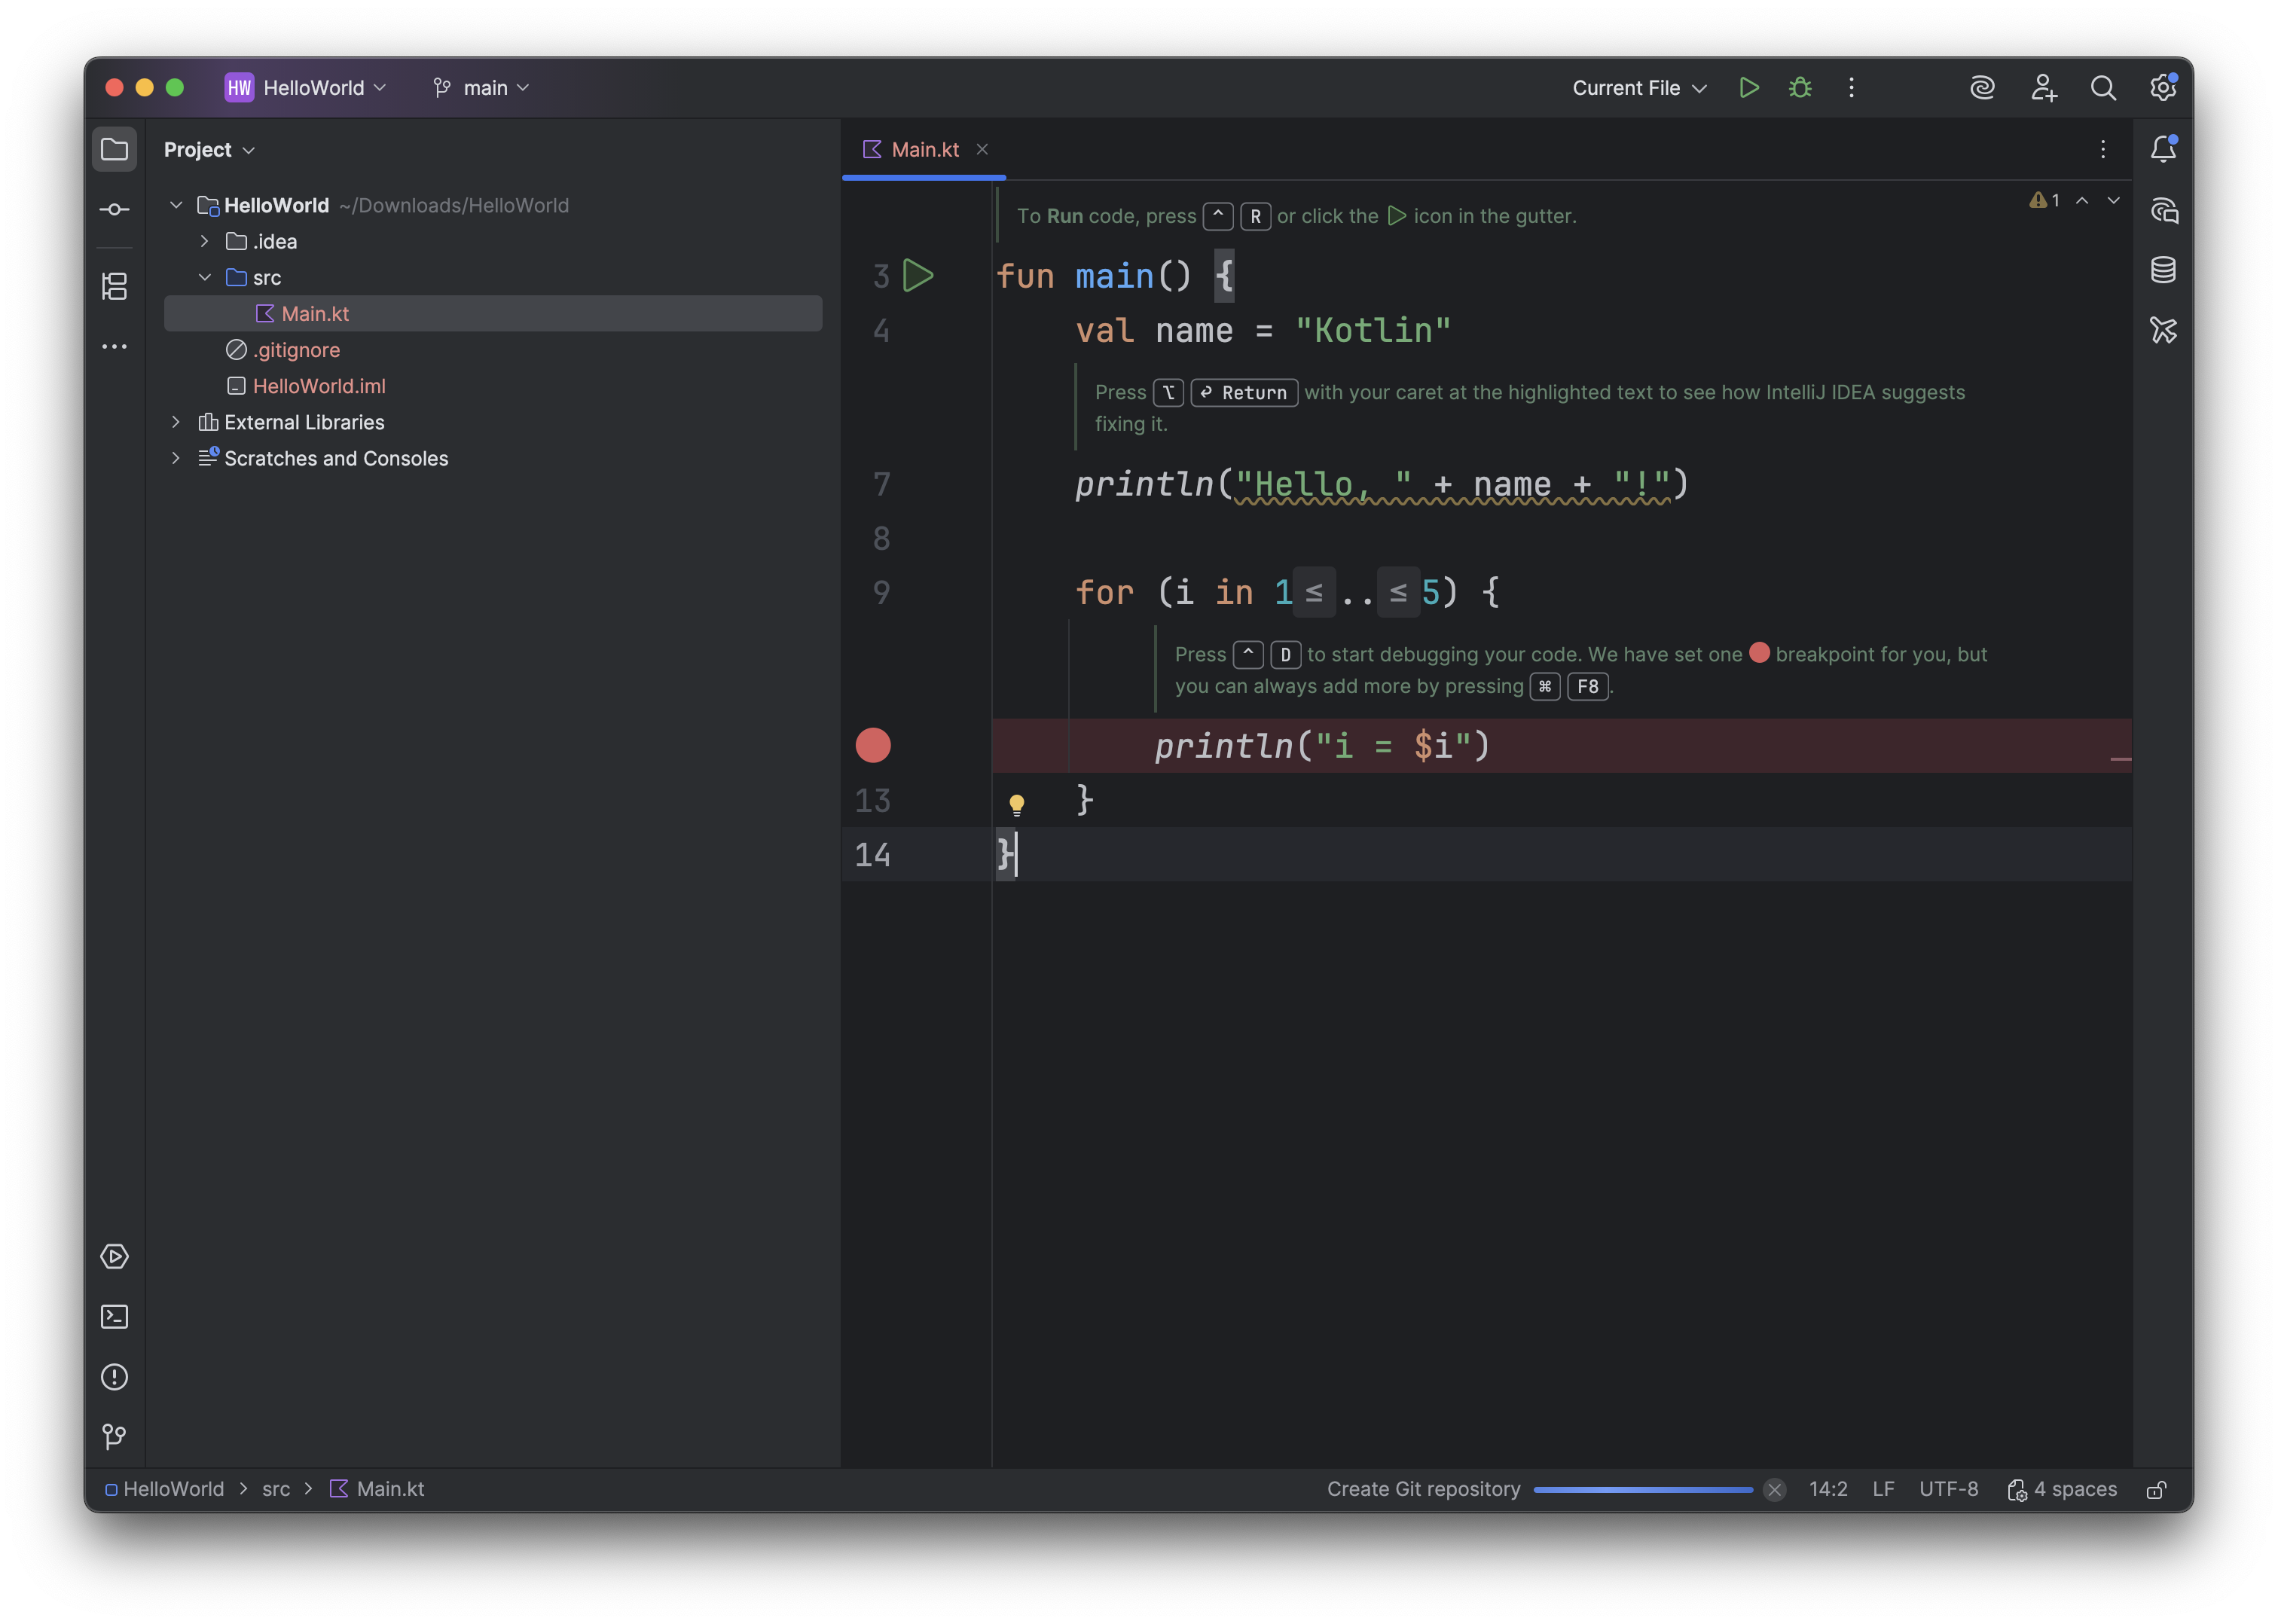 HW HelloWorld main Current File
Project
Main.kt
HelloWorld ~/Downloads/HelloWorld
.idea
src
Main.kt
.gitignore
HelloWorld.iml
External Libraries
Scratches and Consoles
1
To Run code, press ^ R or click the icon in the gutter.
3 fun main() {
4 val name = "Kotlin"
Press ⌥ ⏎ Return with your caret at the highlighted text to see how IntelliJ IDEA suggests
fixing it.
7 println("Hello, " + name + "!")
8
9 for (i in 1 ≤ .. ≤ 5) {
Press ^ D to start debugging your code. We have set one breakpoint for you, but
you can always add more by pressing ⌘ F8.
println("i = $i")
13 }
14 }
HelloWorld > src > Main.kt
Create Git repository 14:2 LF UTF-8 4 spaces